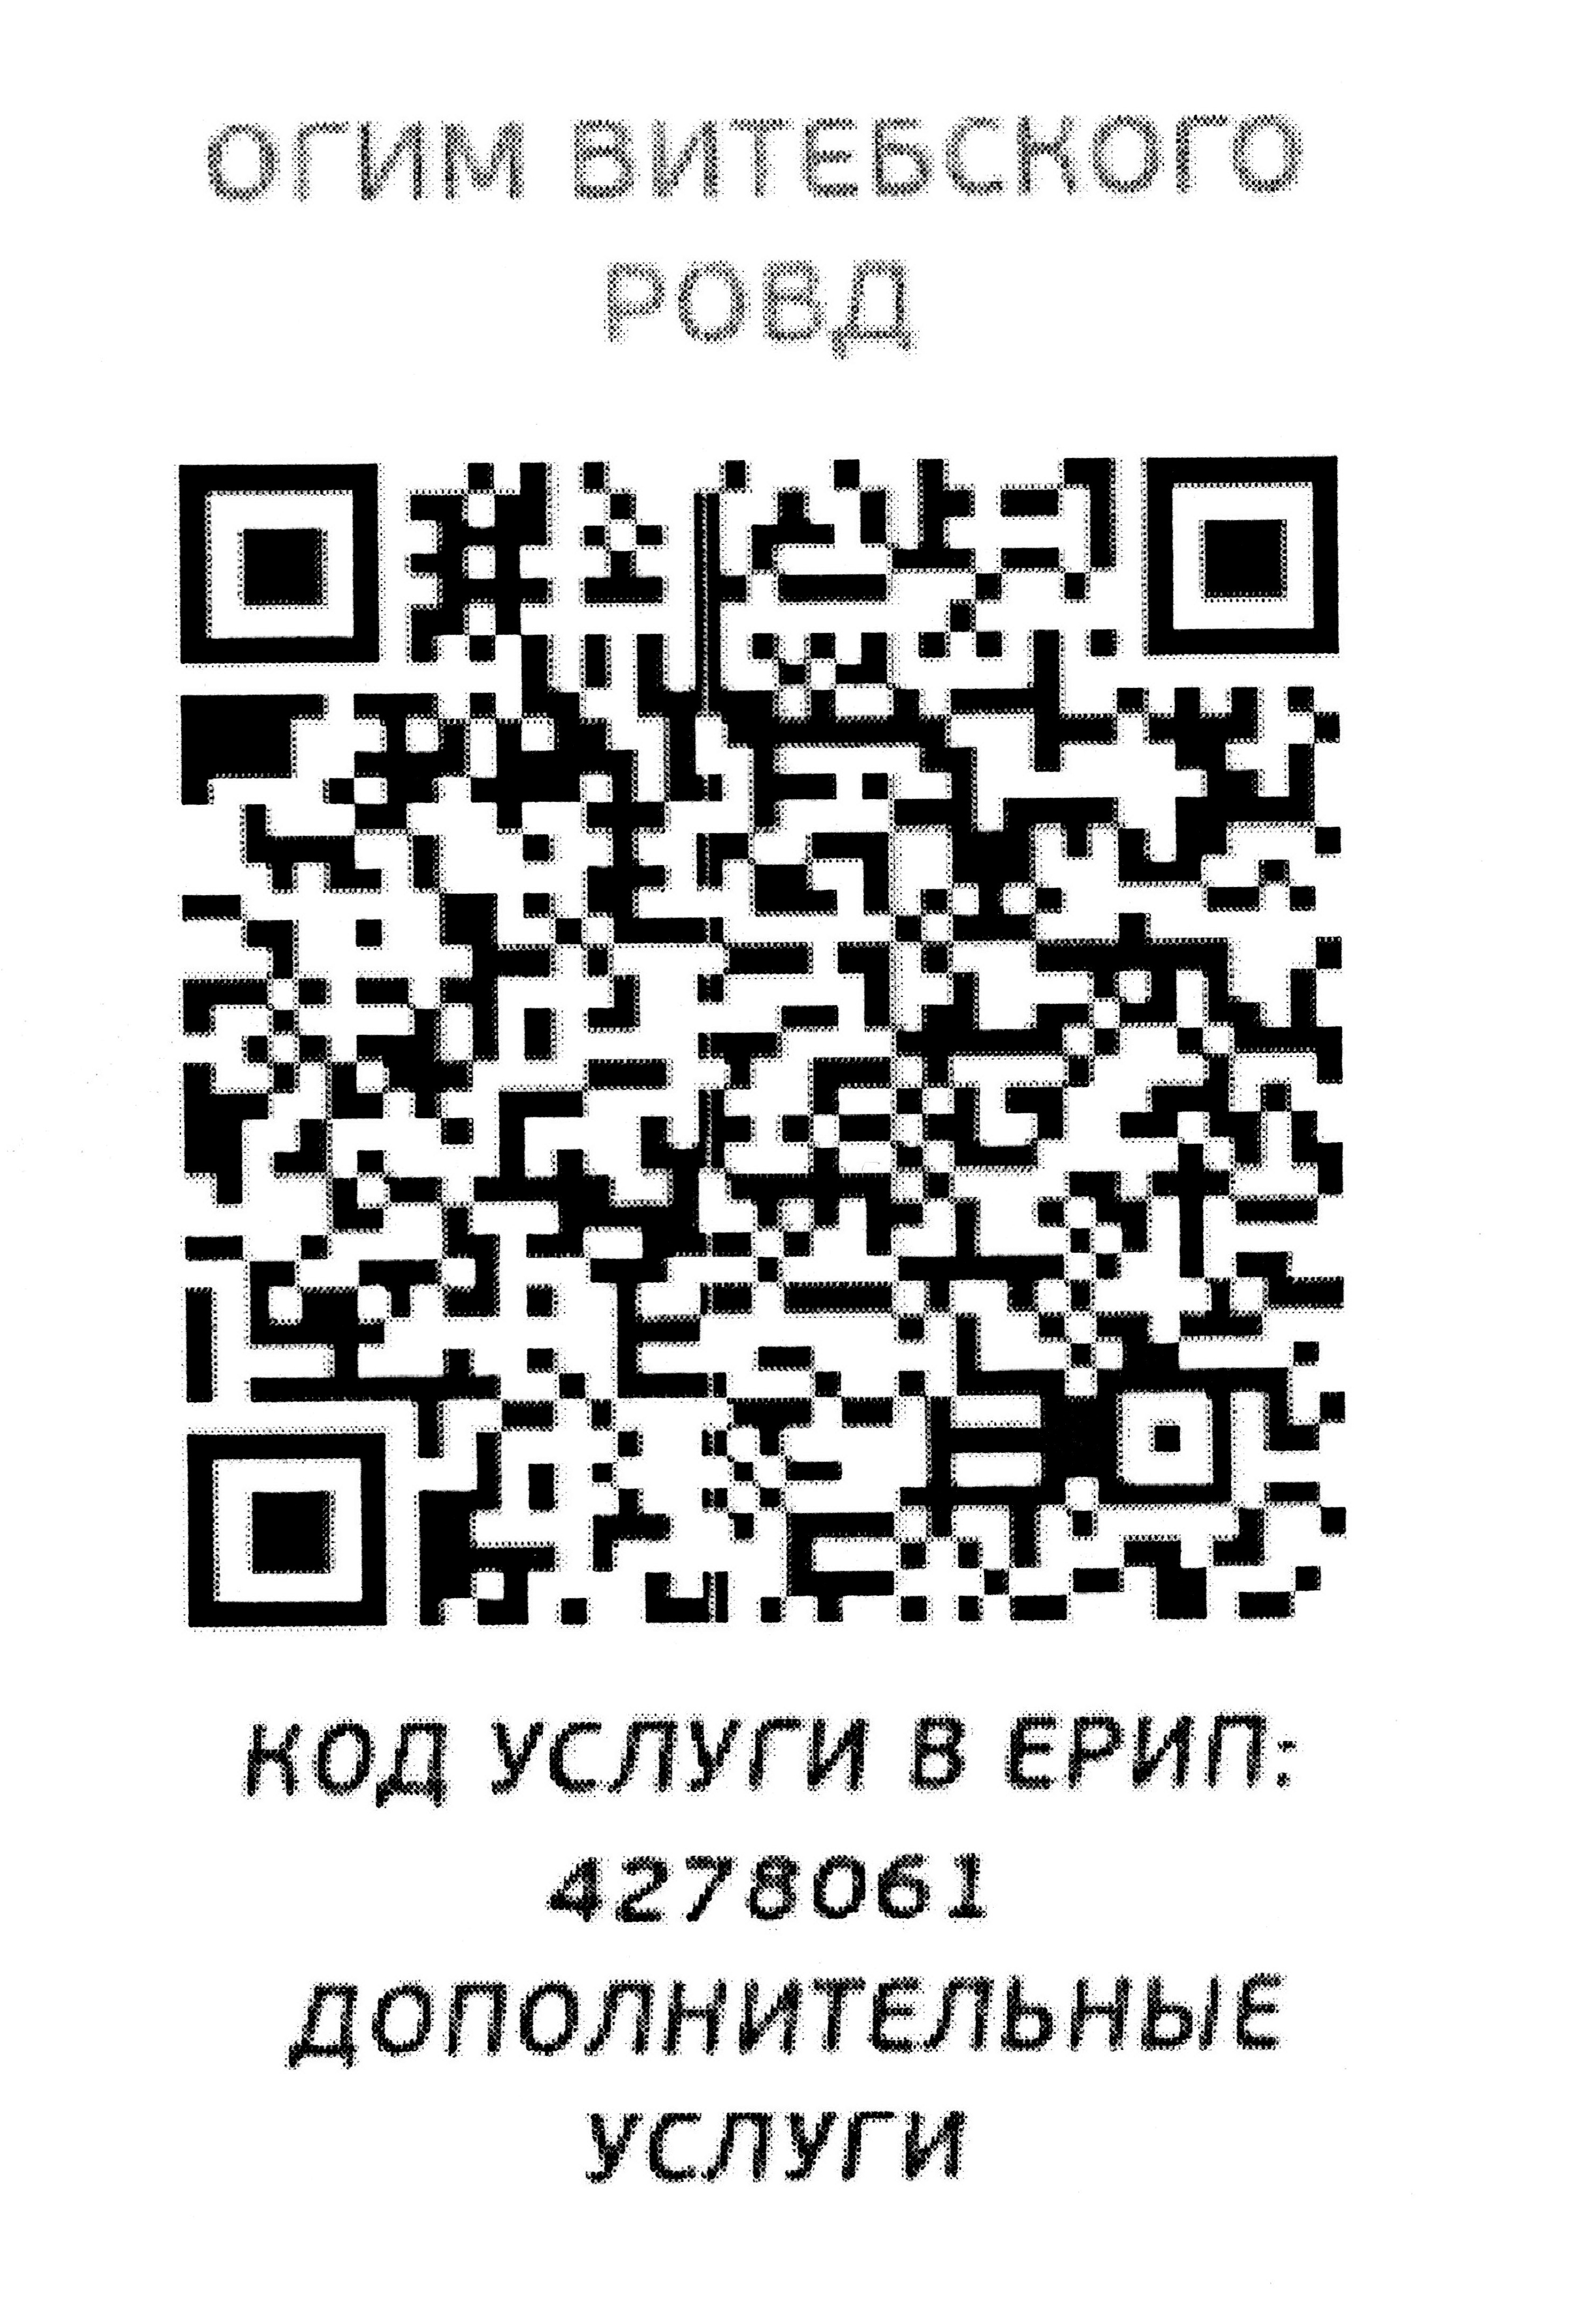 ОГИМ ВИТЕБСКОГО
РОВД
КОД УСЛУГИ В ЕРИП:
4278061
ДОПОЛНИТЕЛЬНЫЕ
УСЛУГИ